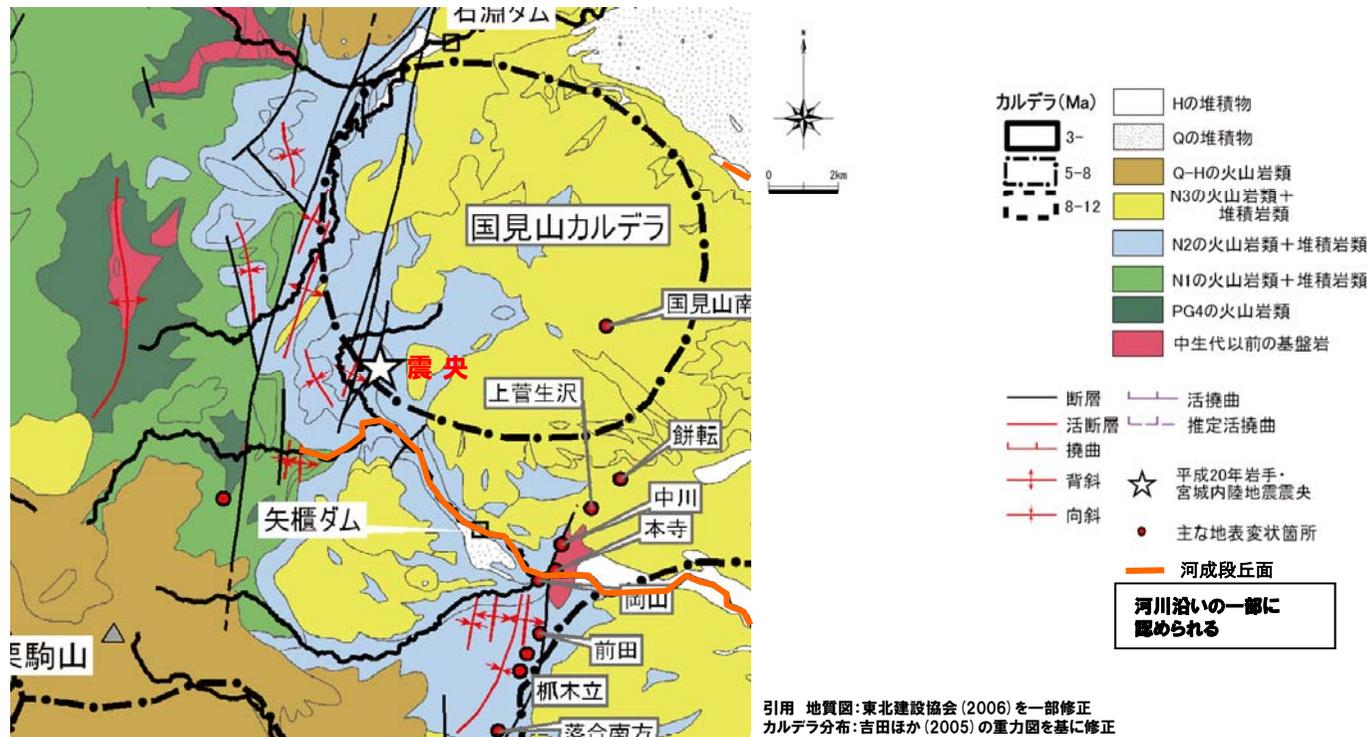 石淵ダム
国見山カルデラ
国見山南
震央
上菅生沢
餅転
中川
矢櫃ダム
本寺
岡山
前田
栗駒山
落合南方
N
0 2km
カルデラ(Ma)
3-
5-8
8-12
Hの堆積物
Qの堆積物
Q-Hの火山岩類
N3の火山岩類+
堆積岩類
N2の火山岩類+堆積岩類
N1の火山岩類+堆積岩類
PG4の火山岩類
中生代以前の基盤岩
断層
活断層
撓曲
背斜
向斜
活撓曲
推定活撓曲
平成20年岩手・
宮城内陸地震震央
主な地表変状箇所
河成段丘面
河川沿いの一部に
認められる
引用 地質図:東北建設協会(2006)を一部修正
カルデラ分布:吉田ほか(2005)の重力図を基に修正